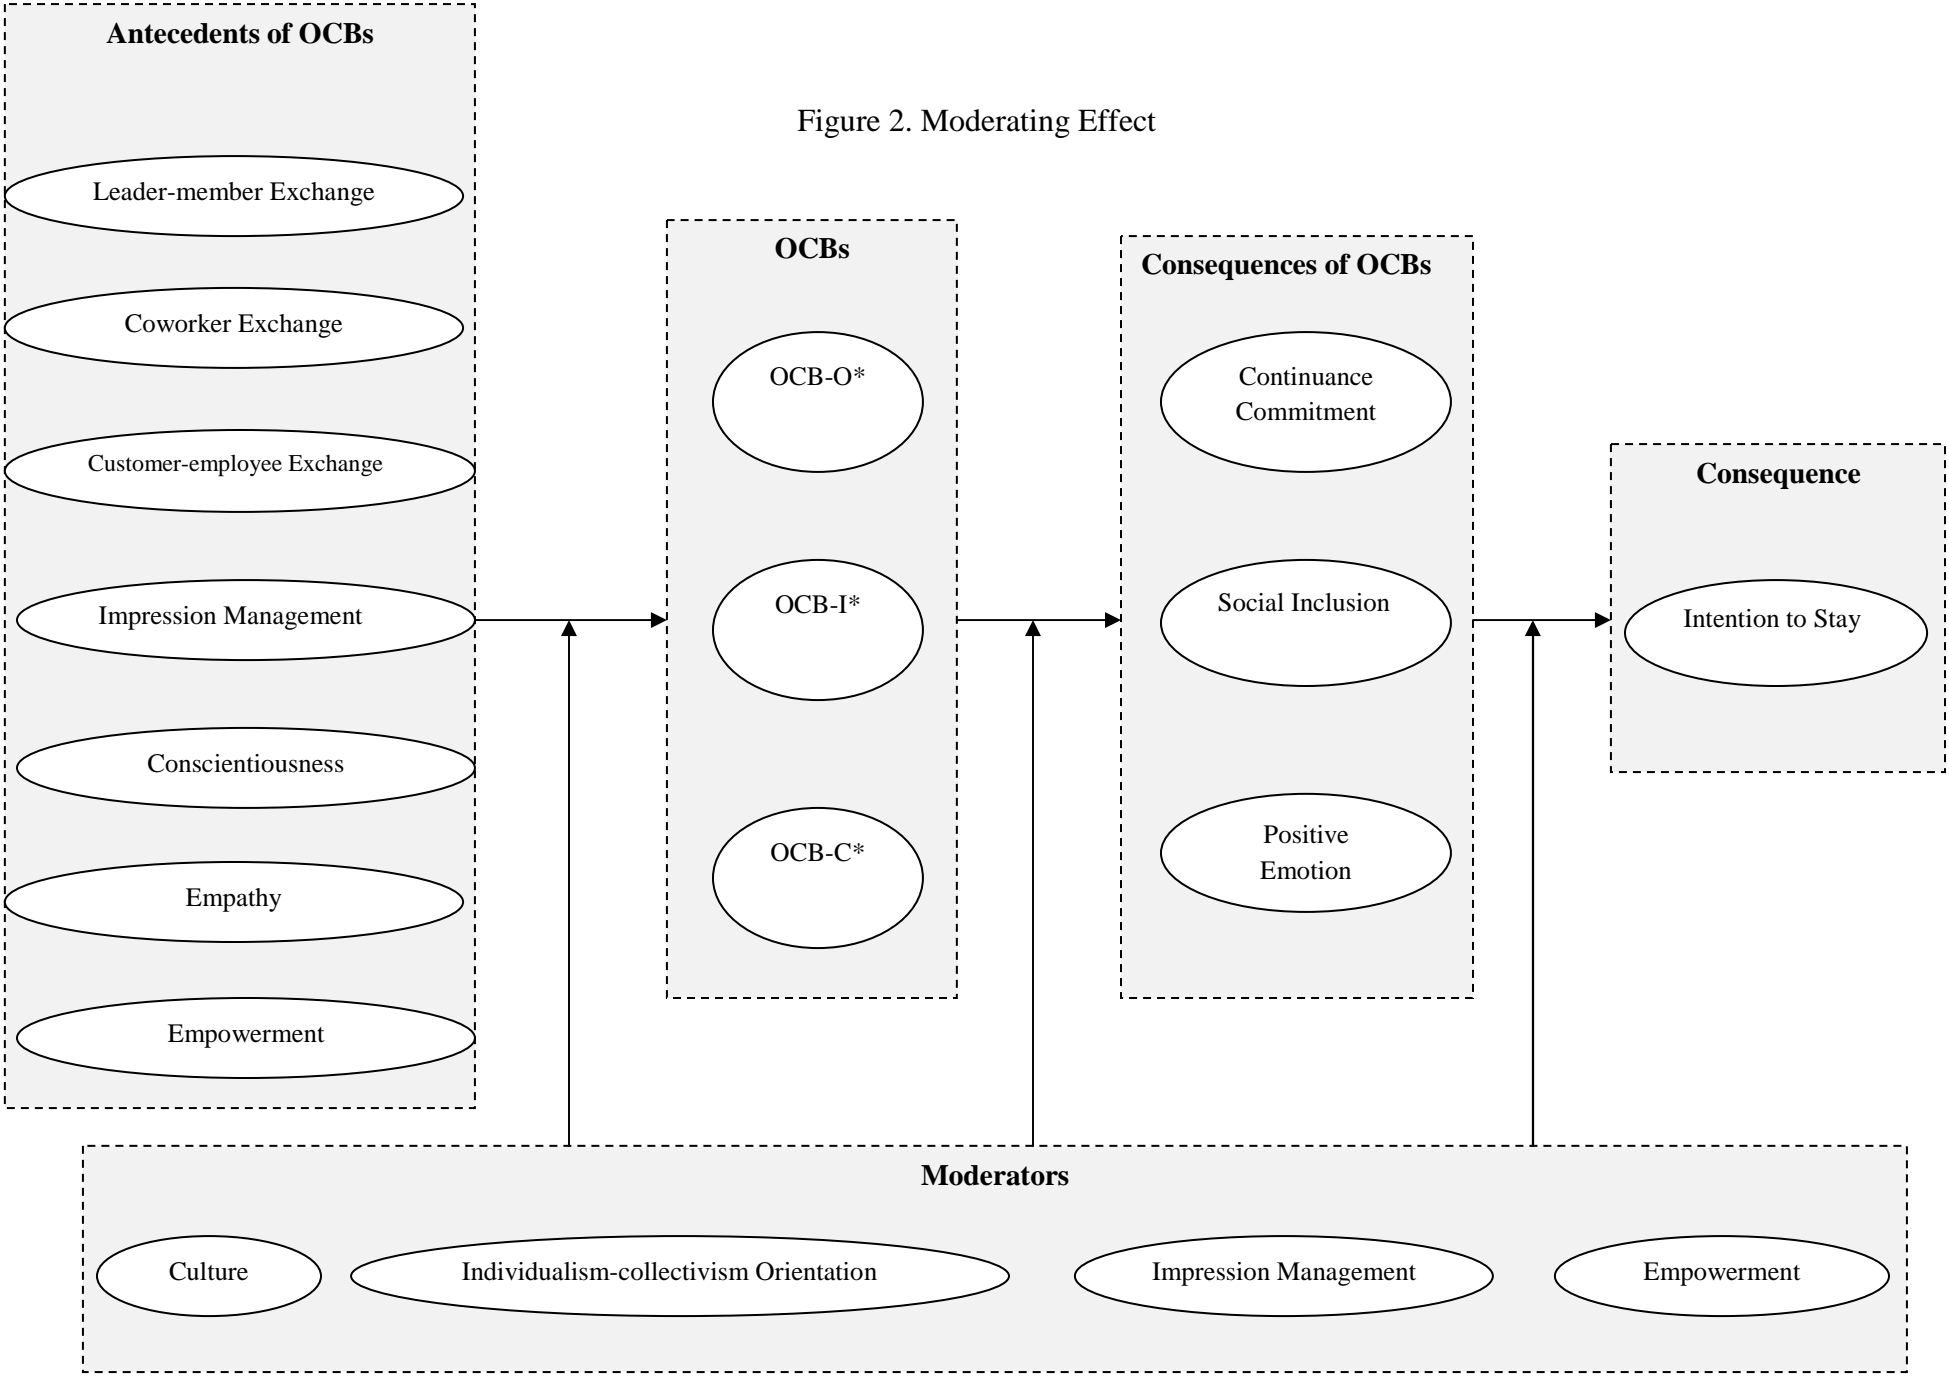 Antecedents of OCBs
Figure 2. Moderating Effect
Leader-member Exchange
Coworker Exchange
Customer-employee Exchange
Impression Management
Conscientiousness
Empathy
Empowerment
OCBs
OCB-O*
OCB-I*
OCB-C*
Consequences of OCBs
Continuance
Commitment
Social Inclusion
Positive
Emotion
Consequence
Intention to Stay
Moderators
Culture
Individualism-collectivism Orientation
Impression Management
Empowerment